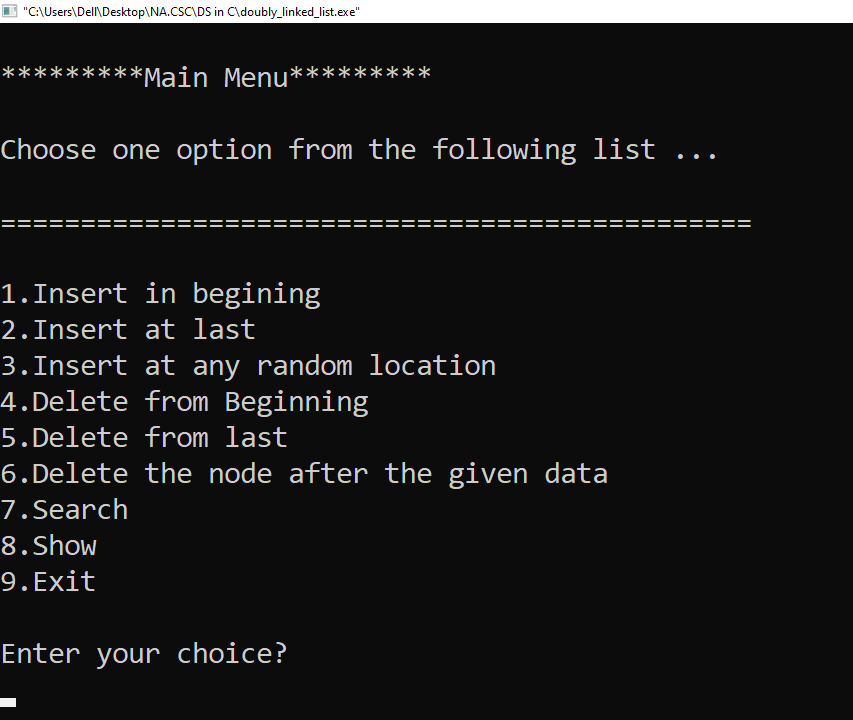 "C:\Users\Dell\Desktop\NA.CSC\DS in C\doubly_linked_list.exe"
*********Main Menu*********
Choose one option from the following list ...
===============================================
1.Insert in begining
2.Insert at last
3.Insert at any random location
4.Delete from Beginning
5.Delete from last
6.Delete the node after the given data
7.Search
8.Show
9.Exit
Enter your choice?